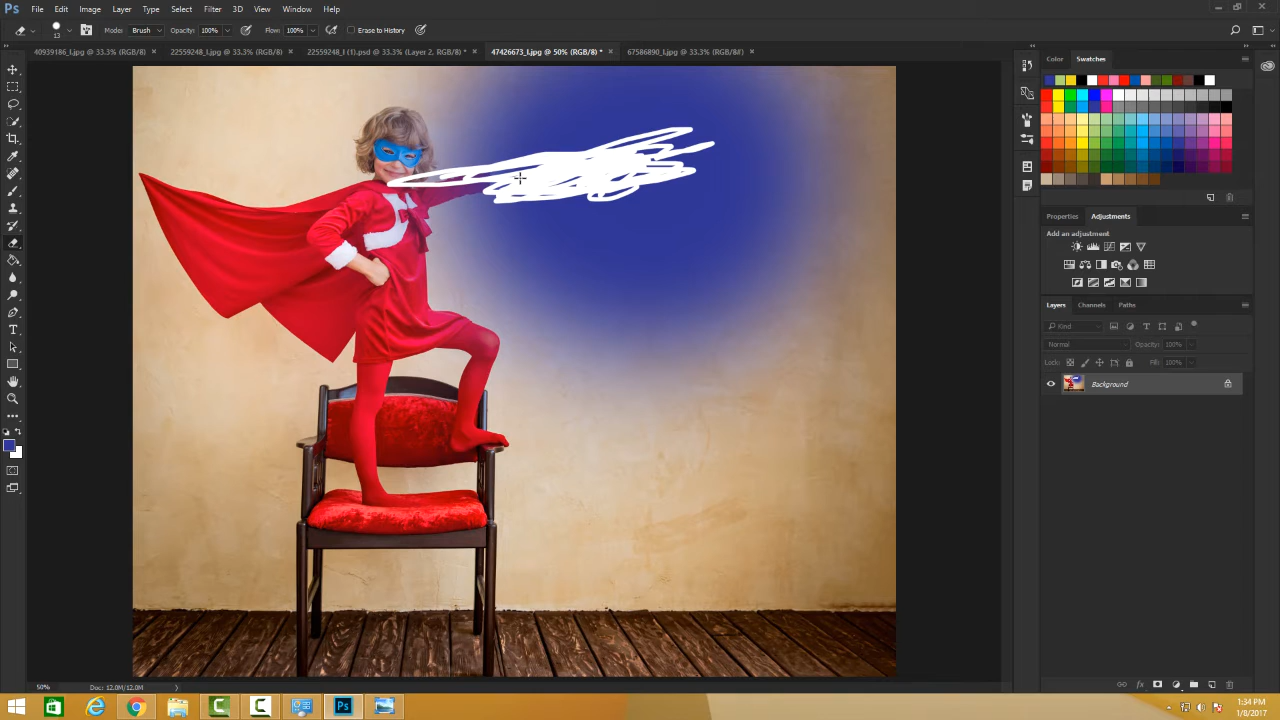 Ps File Edit Image Layer Type Select Filter 3D View Window Help
13 Mode: Brush Opacity: 100% Flow: 100% Erase to History
40939186_l.jpg @ 33.3% (RGB/8) × 22559248_l.jpg @ 33.3% (RGB/8) × 22559248_l (1).psd @ 33.3% (Layer 2, RGB/8) * × 47426673_l.jpg @ 50% (RGB/8) * × 67586890_l.jpg @ 33.3% (RGB/8#) ×
Color Swatches
Properties Adjustments
Add an adjustment
Layers Channels Paths
Kind
Normal Opacity: 100%
Lock: Fill: 100%
Background
50% Doc: 12.0M/12.0M
Ps
1:34 PM
1/8/2017